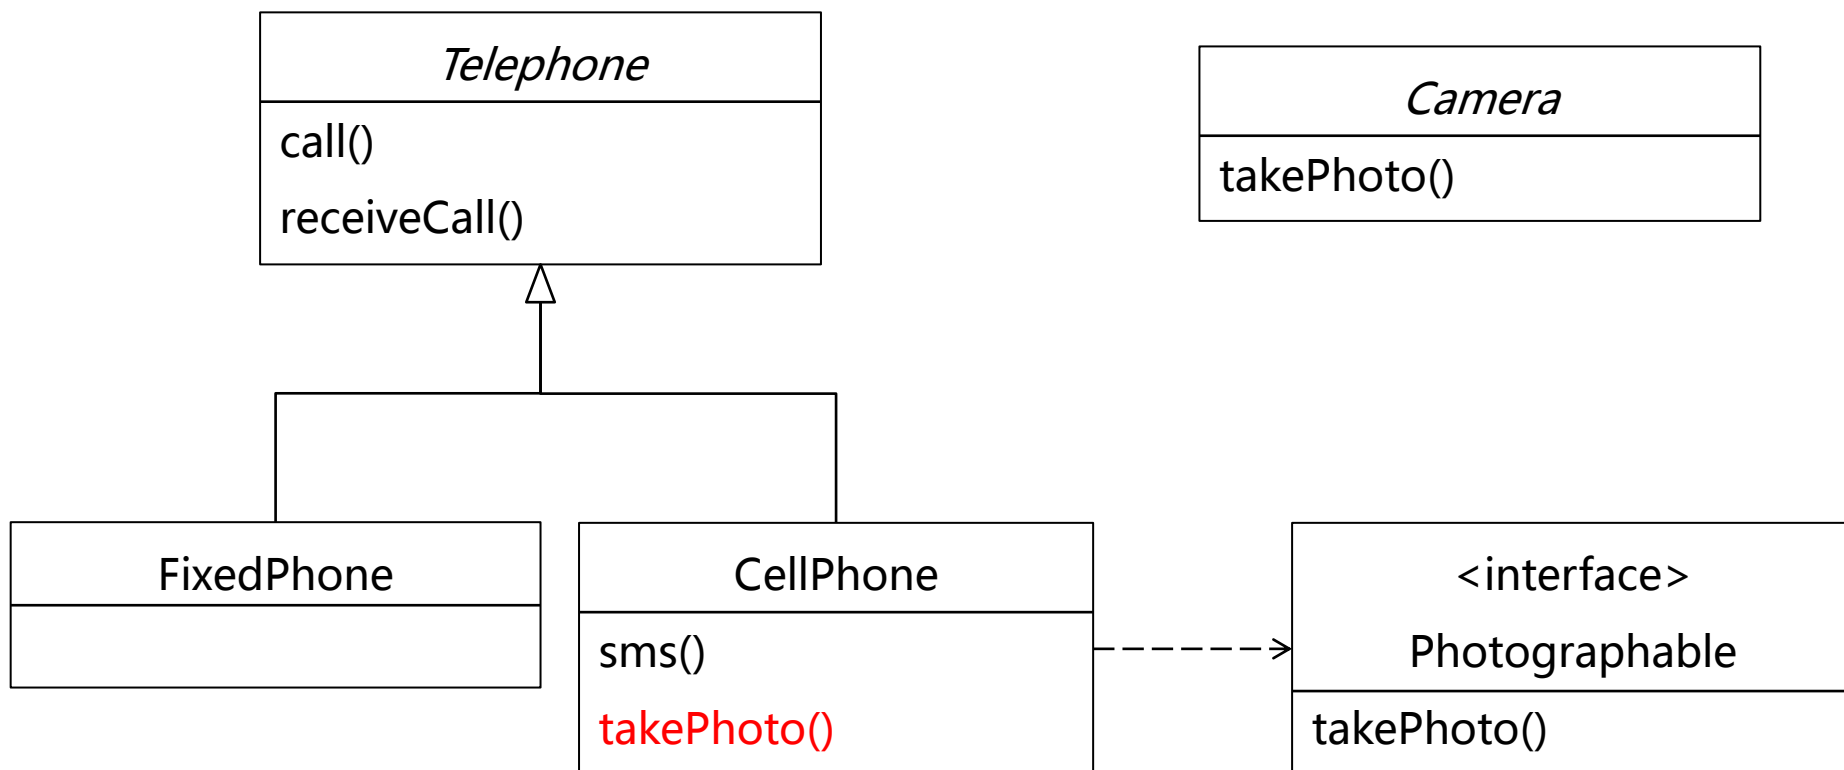 Telephone
call()
receiveCall()
Camera
takePhoto()
FixedPhone
CellPhone
sms()
takePhoto()
<interface>
Photographable
takePhoto()